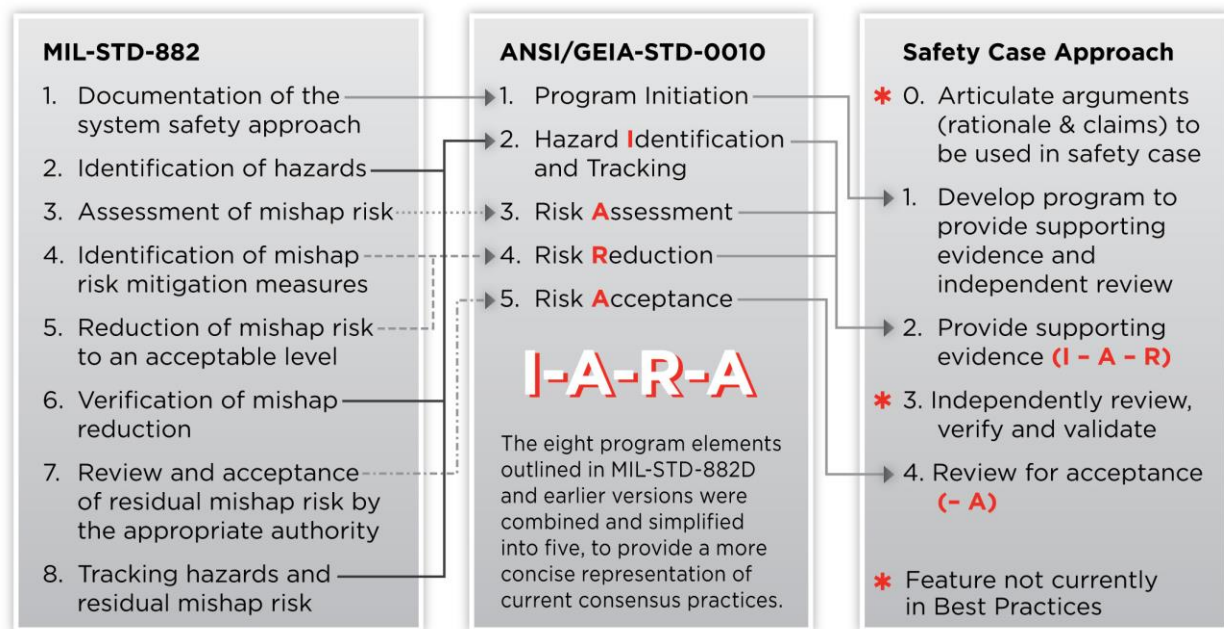 MIL-STD-882
1. Documentation of the
system safety approach
2. Identification of hazards
3. Assessment of mishap risk
4. Identification of mishap
risk mitigation measures
5. Reduction of mishap risk
to an acceptable level
6. Verification of mishap
reduction
7. Review and acceptance
of residual mishap risk by
the appropriate authority
8. Tracking hazards and
residual mishap risk
ANSI/GEIA-STD-0010
1. Program Initiation
2. Hazard Identification
and Tracking
3. Risk Assessment
4. Risk Reduction
5. Risk Acceptance
I-A-R-A
The eight program elements
outlined in MIL-STD-882D
and earlier versions were
combined and simplified
into five, to provide a more
concise representation of
current consensus practices.
Safety Case Approach
* 0. Articulate arguments
(rationale & claims) to
be used in safety case
1. Develop program to
provide supporting
evidence and
independent review
2. Provide supporting
evidence (I – A – R)
* 3. Independently review,
verify and validate
4. Review for acceptance
(– A)
* Feature not currently
in Best Practices